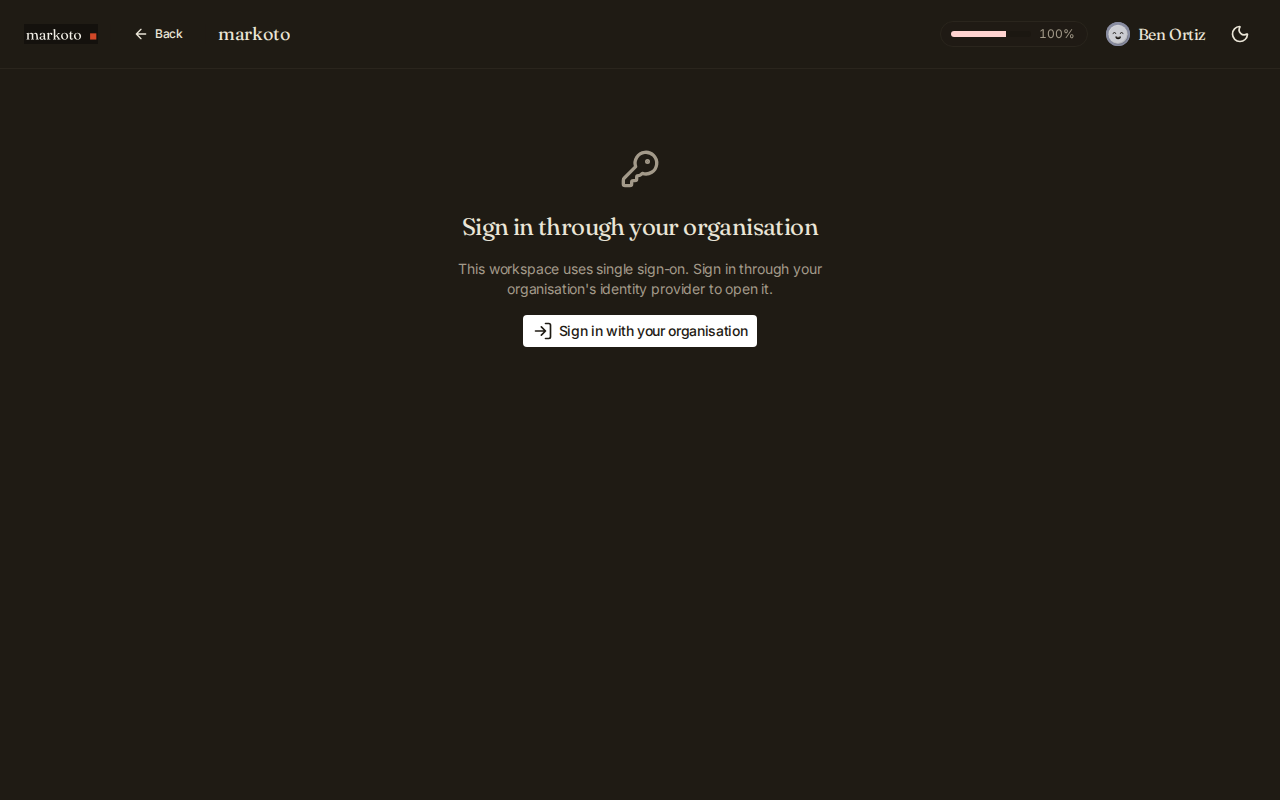 markoto
Back
markoto
100%
Ben Ortiz
Sign in through your organisation
This workspace uses single sign-on. Sign in through your
organisation's identity provider to open it.
Sign in with your organisation